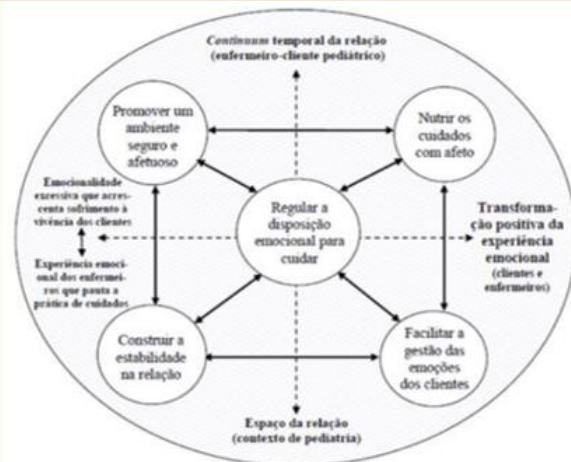 Continuum temporal da relação
(enfermeiro-cliente pediátrico)
Promover um
ambiente
seguro e
afetuoso
Nutrir os
cuidados
com afeto
Emocionalidade
excessiva que acres-
centa sofrimento à
vivência dos clientes
Experiência emocio-
nal dos enfermei-
ros que pauta a
prática de cuidados
Regular a
disposição
emocional para
cuidar
Transforma-
ção positiva da
experiência
emocional
(clientes e
enfermeiros)
Construir a
estabilidade
na relação
Facilitar a
gestão das
emoções
dos clientes
Espaço da relação
(contexto de pediatria)